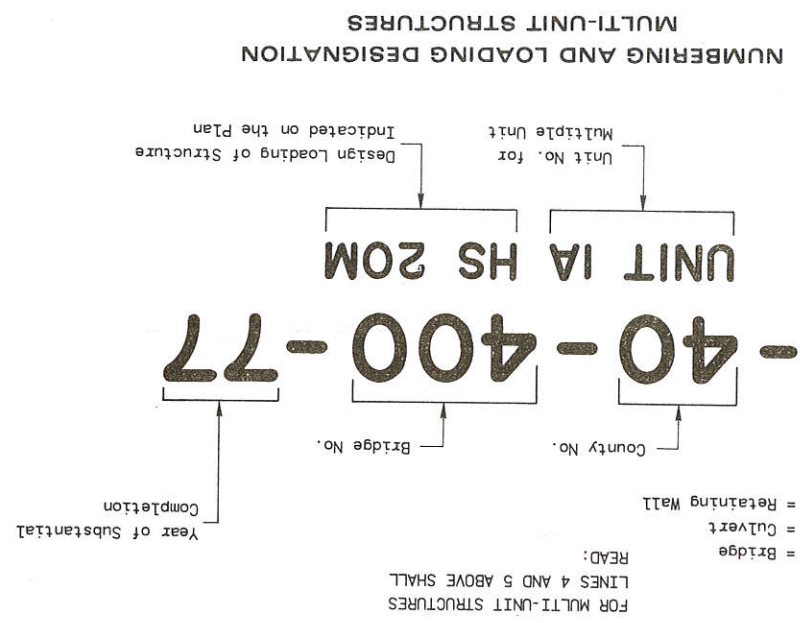 FOR MULTI-UNIT STRUCTURES
LINES 4 AND 5 ABOVE SHALL
READ:
= Bridge
= Culvert
= Retaining Wall
Year of Substantial
Completion
County No.
Bridge No.
-40-400-77
UNIT IA HS 20M
Unit No. for
Multiple Unit
Design Loading of Structure
Indicated on the Plan
NUMBERING AND LOADING DESIGNATION
MULTI-UNIT STRUCTURES